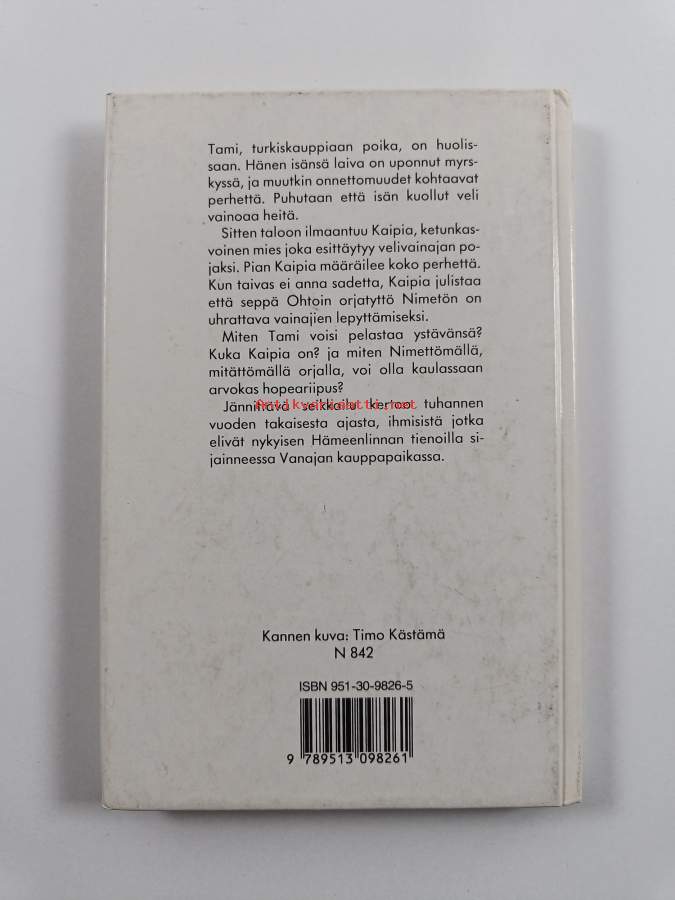 Tami, turkiskauppiaan poika, on huolis-
saan. Hänen isänsä laiva on uponnut myrs-
kyssä, ja muutkin onnettomuudet kohtaavat
perhettä. Puhutaan että isän kuollut veli
vainoaa heitä.
Sitten taloon ilmaantuu Kaipia, ketunkas-
voinen mies joka esittäytyy velivainajan po-
jaksi. Pian Kaipia määräilee koko perhettä.
Kun taivas ei anna sadetta, Kaipia julistaa
että seppä Ohtoin orjatyttö Nimetön on
uhrattava vainajien lepyttämiseksi.
Miten Tami voisi pelastaa ystävänsä?
Kuka Kaipia on? ja miten Nimettömällä,
mitättömällä orjalla, voi olla kaulassaan
arvokas hopeariipus?
Antikvariaatti.net
Jännittävä seikkailu kertoo tuhannen
vuoden takaisesta ajasta, ihmisistä jotka
elivät nykyisen Hämeenlinnan tienoilla si-
jainneessa Vanajan kauppapaikassa.
Kannen kuva: Timo Kästämä
N 842
ISBN 951-30-9826-5
9 789513 098261